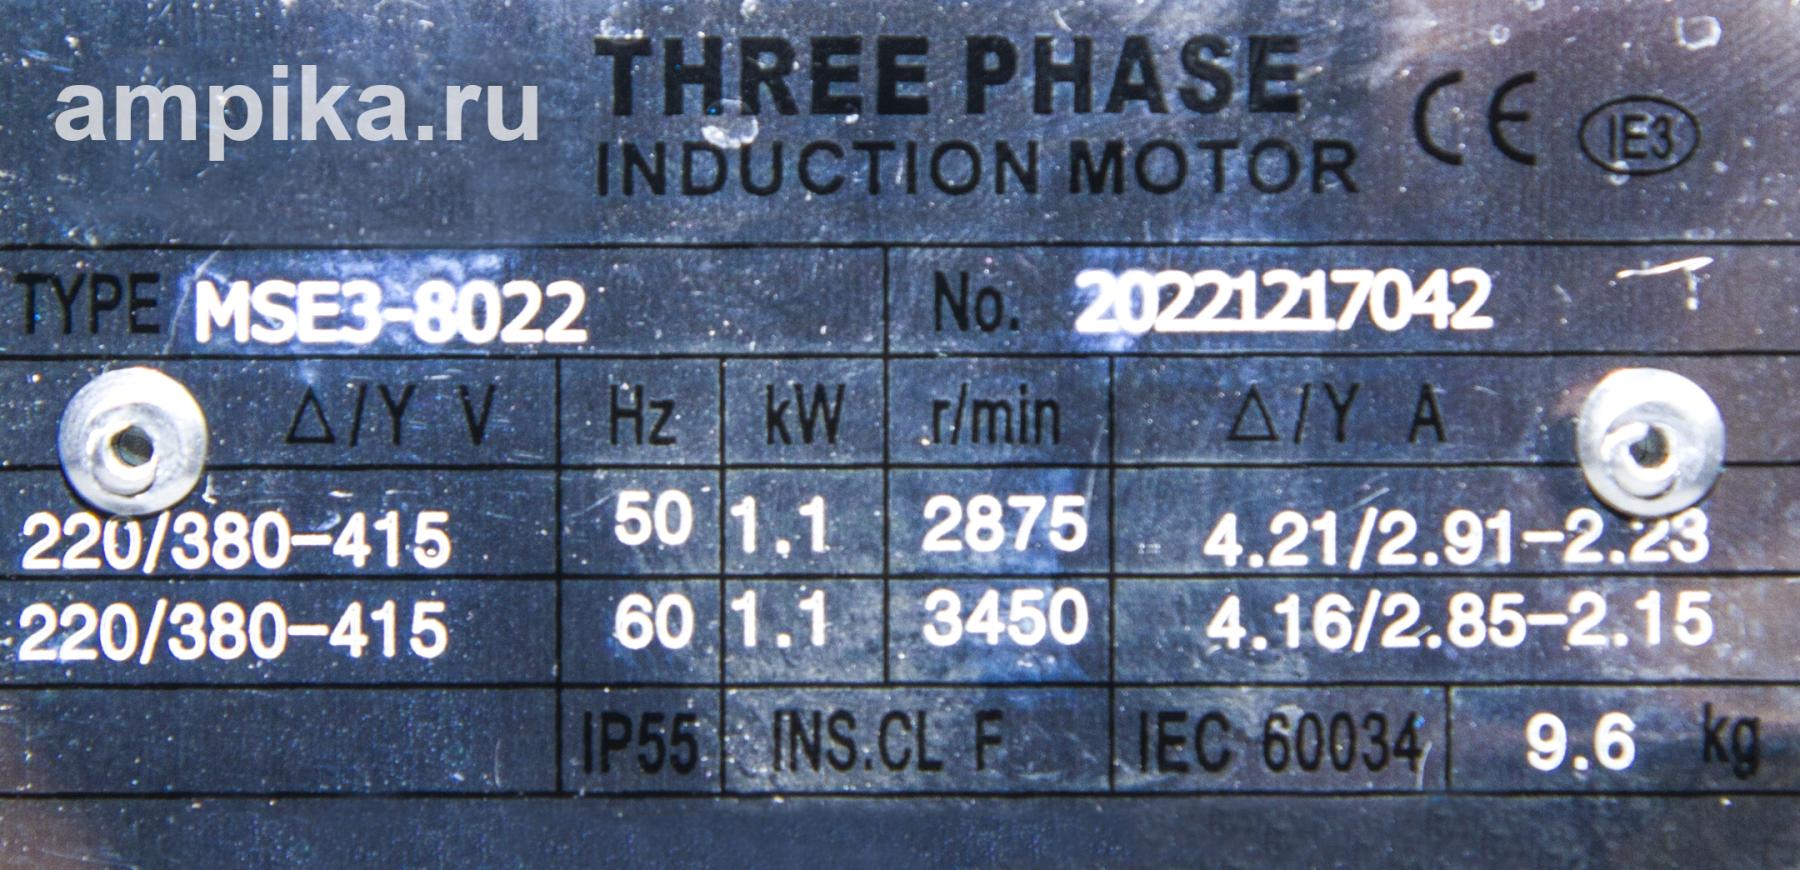 ampika.ru
THREE PHASE
INDUCTION MOTOR
CE IE3
TYPE MSE3-8022 No. 20221217042
△/Y V Hz kW r/min △/Y A
220/380-415 50 1.1 2875 4.21/2.91-2.23
220/380-415 60 1.1 3450 4.16/2.85-2.15
IP55 INS.CL F IEC 60034 9.6 kg